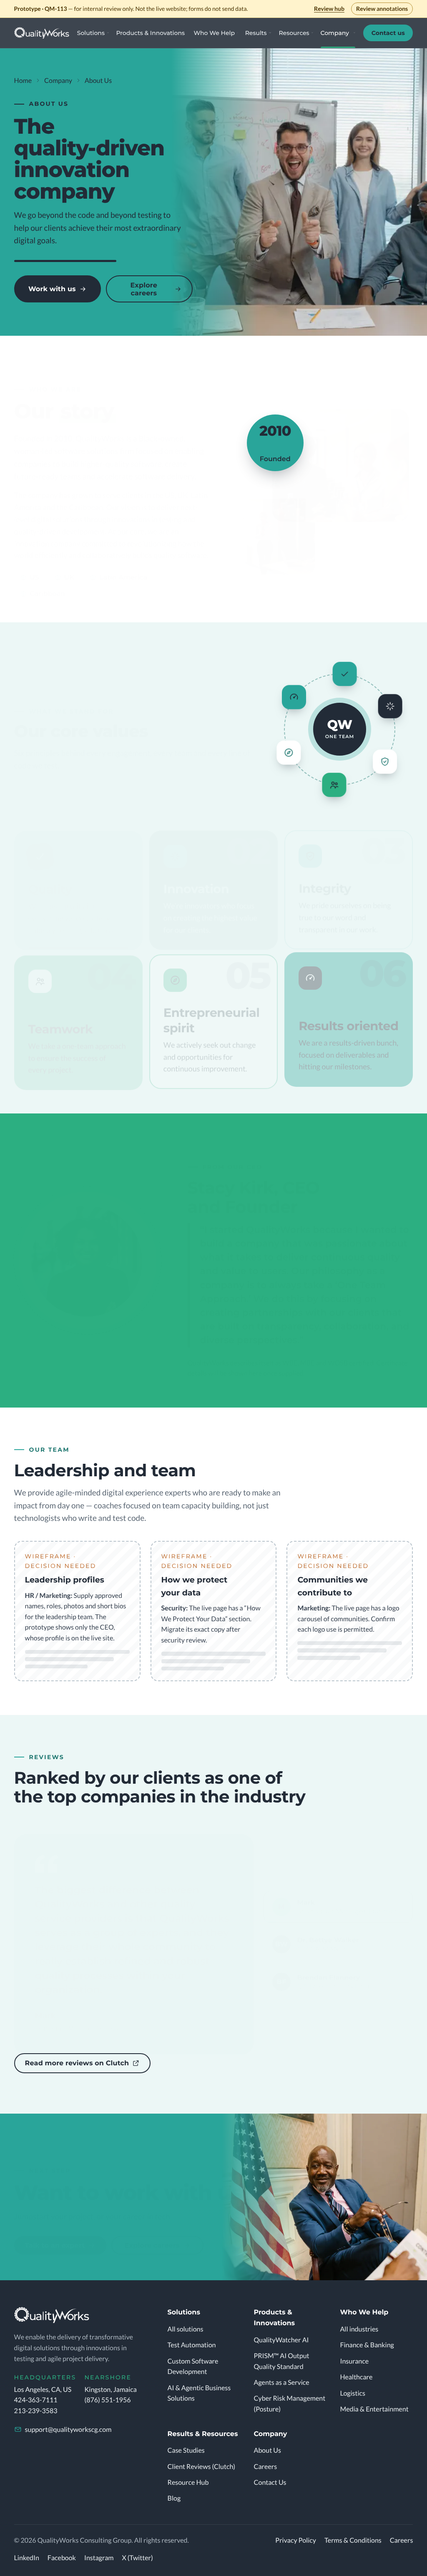 Prototype · QM-113 — for internal review only. Not the live website; forms do not send data.
Review hub
Review annotations
QualityWorks
Solutions
Products & Innovations
Who We Help
Results
Resources
Company
Contact us
Home
Company
About Us
ABOUT US
The
quality-driven
innovation
company
We go beyond the code and beyond testing to
help our clients achieve their most extraordinary
digital goals.
Work with us
Explore
careers
2010
Founded
QW
ONE TEAM
Innovation
Integrity
Teamwork
05
Entrepreneurial
spirit
We actively seek out change
and opportunities for
continuous improvement.
06
Results oriented
We are a results-driven bunch,
focused on deliverables and
hitting our milestones.
OUR TEAM
Leadership and team
We provide agile-minded digital experience experts who are ready to make an
impact from day one — coaches focused on team capacity building, not just
technologists who write and test code.
WIREFRAME
DECISION NEEDED
Leadership profiles
HR / Marketing: Supply approved
names, roles, photos and short bios
for the leadership team. The
prototype shows only the CEO,
whose profile is on the live site.
WIREFRAME
DECISION NEEDED
How we protect
your data
Security: The live page has a "How
We Protect Your Data" section.
Migrate its exact copy after
security review.
WIREFRAME
DECISION NEEDED
Communities we
contribute to
Marketing: The live page has a logo
carousel of communities. Confirm
each logo use is permitted.
REVIEWS
Ranked by our clients as one of
the top companies in the industry
Read more reviews on Clutch
QualityWorks
We enable the delivery of transformative
digital solutions through innovations in
testing and agile project delivery.
HEADQUARTERS
Los Angeles, CA, US
424-363-7111
213-239-3583
NEARSHORE
Kingston, Jamaica
(876) 551-1956
support@qualityworkscg.com
Solutions
All solutions
Test Automation
Custom Software
Development
AI & Agentic Business
Solutions
Products &
Innovations
QualityWatcher AI
PRISM™ AI Output
Quality Standard
Agents as a Service
Cyber Risk Management
(Posture)
Who We Help
All industries
Finance & Banking
Insurance
Healthcare
Logistics
Media & Entertainment
Results & Resources
Case Studies
Client Reviews (Clutch)
Resource Hub
Blog
Company
About Us
Careers
Contact Us
© 2026 QualityWorks Consulting Group. All rights reserved.
Privacy Policy
Terms & Conditions
Careers
LinkedIn
Facebook
Instagram
X (Twitter)